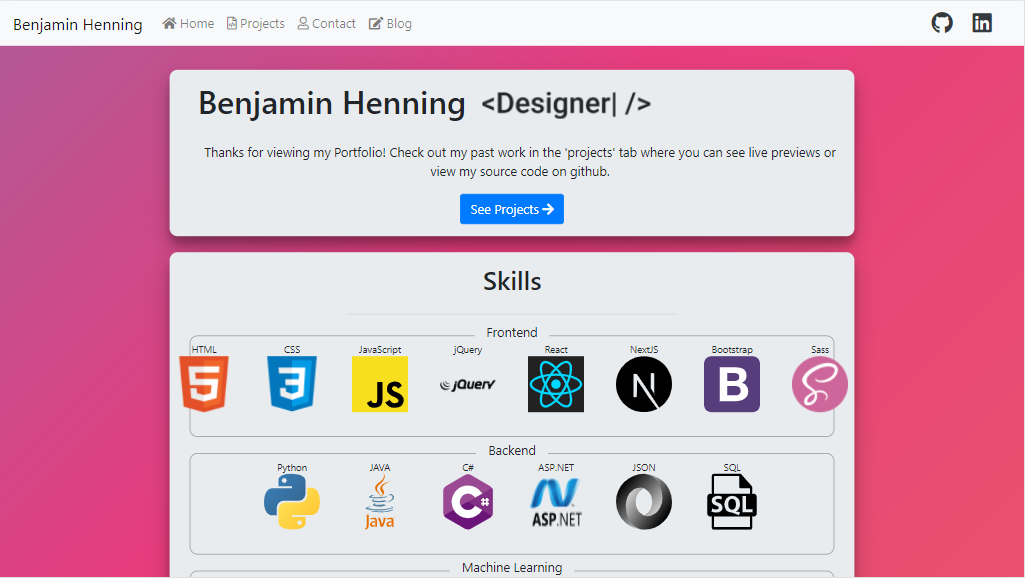 Benjamin Henning Home Projects Contact Blog
Benjamin Henning <Designer| />
Thanks for viewing my Portfolio! Check out my past work in the 'projects' tab where you can see live previews or
view my source code on github.
See Projects
Skills
Frontend
HTML CSS JavaScript jQuery React NextJS Bootstrap Sass
5 3 JS jQuery N B S
Backend
Python JAVA C# ASP.NET JSON SQL
Java C# ASP.NET SQL
Machine Learning